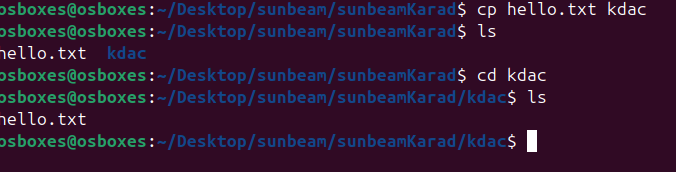 osboxes@osboxes:~/Desktop/sunbeam/sunbeamKarad$ cp hello.txt kdac
osboxes@osboxes:~/Desktop/sunbeam/sunbeamKarad$ ls
hello.txt  kdac
osboxes@osboxes:~/Desktop/sunbeam/sunbeamKarad$ cd kdac
osboxes@osboxes:~/Desktop/sunbeam/sunbeamKarad/kdac$ ls
hello.txt
osboxes@osboxes:~/Desktop/sunbeam/sunbeamKarad/kdac$